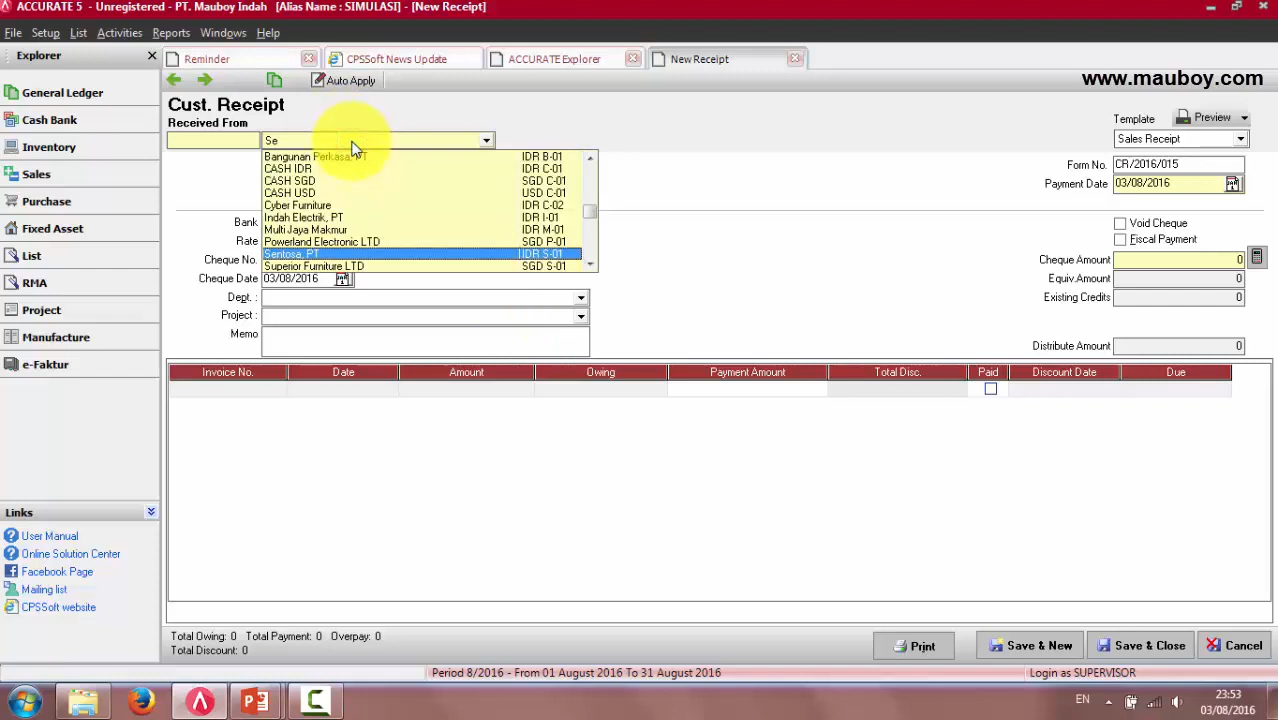 ACCURATE 5 - Unregistered - PT. Mauboy Indah (Alias Name : SIMULASI] - [New Receipt]
File Setup List Activities Reports Windows Help
Explorer
Reminder
CPSSoft News Update
ACCURATE Explorer
New Receipt
Auto Apply
www.mauboy.com
General Ledger
Cash Bank
Inventory
Sales
Purchase
Fixed Asset
List
RMA
Project
Manufacture
e-Faktur
Cust. Receipt
Received From
Se
Bangunan Perkasa, PT IDR B-01
CASH IDR IDR C-01
CASH SGD SGD C-01
CASH USD USD C-01
Cyber Furniture IDR C-02
Indah Electrik, PT IDR I-01
Multi Jaya Makmur IDR M-01
Powerland Electronic LTD SGD P-01
Sentosa, PT IDR S-01
Superior Furniture LTD SGD S-01
Template
Preview
Sales Receipt
Form No. CR/2016/015
Payment Date 03/08/2016
Bank
Rate
Cheque No.
Cheque Date 03/08/2016
Dept. :
Project :
Memo
Void Cheque
Fiscal Payment
Cheque Amount 0
Equiv.Amount 0
Existing Credits 0
Distribute Amount 0
Invoice No. Date Amount Owing Payment Amount Total Disc. Paid Discount Date Due
Links
User Manual
Online Solution Center
Facebook Page
Mailing list
CPSSoft website
Total Owing: 0 Total Payment: 0 Overpay: 0
Total Discount: 0
Print
Save & New
Save & Close
Cancel
Period 8/2016 - From 01 August 2016 To 31 August 2016
Login as SUPERVISOR
EN
23:53
03/08/2016